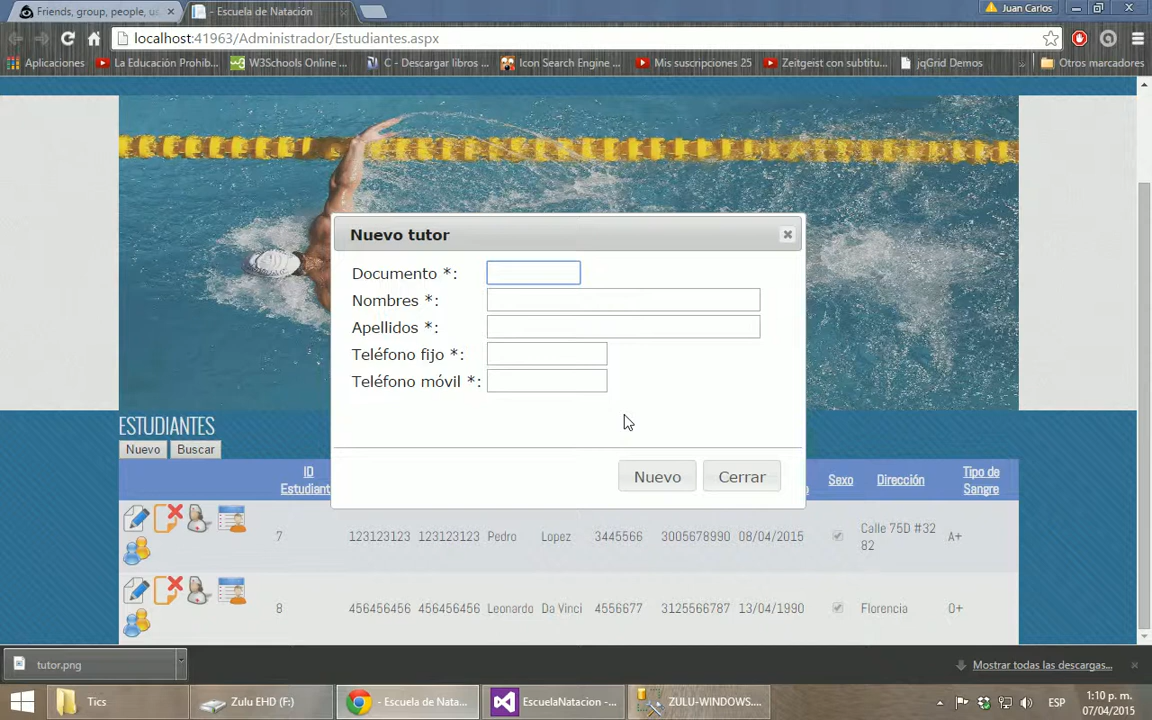 Friends, group, people, us
- Escuela de Natación
Juan Carlos
localhost:41963/Administrador/Estudiantes.aspx
Aplicaciones
La Educación Prohib...
W3Schools Online ...
C - Descargar libros ...
Icon Search Engine ...
Mis suscripciones 25
Zeitgeist con subtitu...
jqGrid Demos
»
Otros marcadores
Nuevo tutor
Documento *:
Nombres *:
Apellidos *:
Teléfono fijo *:
Teléfono móvil *:
Nuevo Cerrar
ESTUDIANTES
Nuevo Buscar
ID Sexo Dirección Tipo de
Estudiant Sangre
7 123123123 123123123 Pedro Lopez 3445566 3005678990 08/04/2015 Calle 75D #32 A+
82
8 456456456 456456456 Leonardo Da Vinci 4556677 3125566787 13/04/1990 Florencia O+
tutor.png
Mostrar todas las descargas...
Tics
Zulu EHD (F:)
- Escuela de Nata...
EscuelaNatacion -...
ZULU-WINDOWS....
ESP
1:10 p. m.
07/04/2015